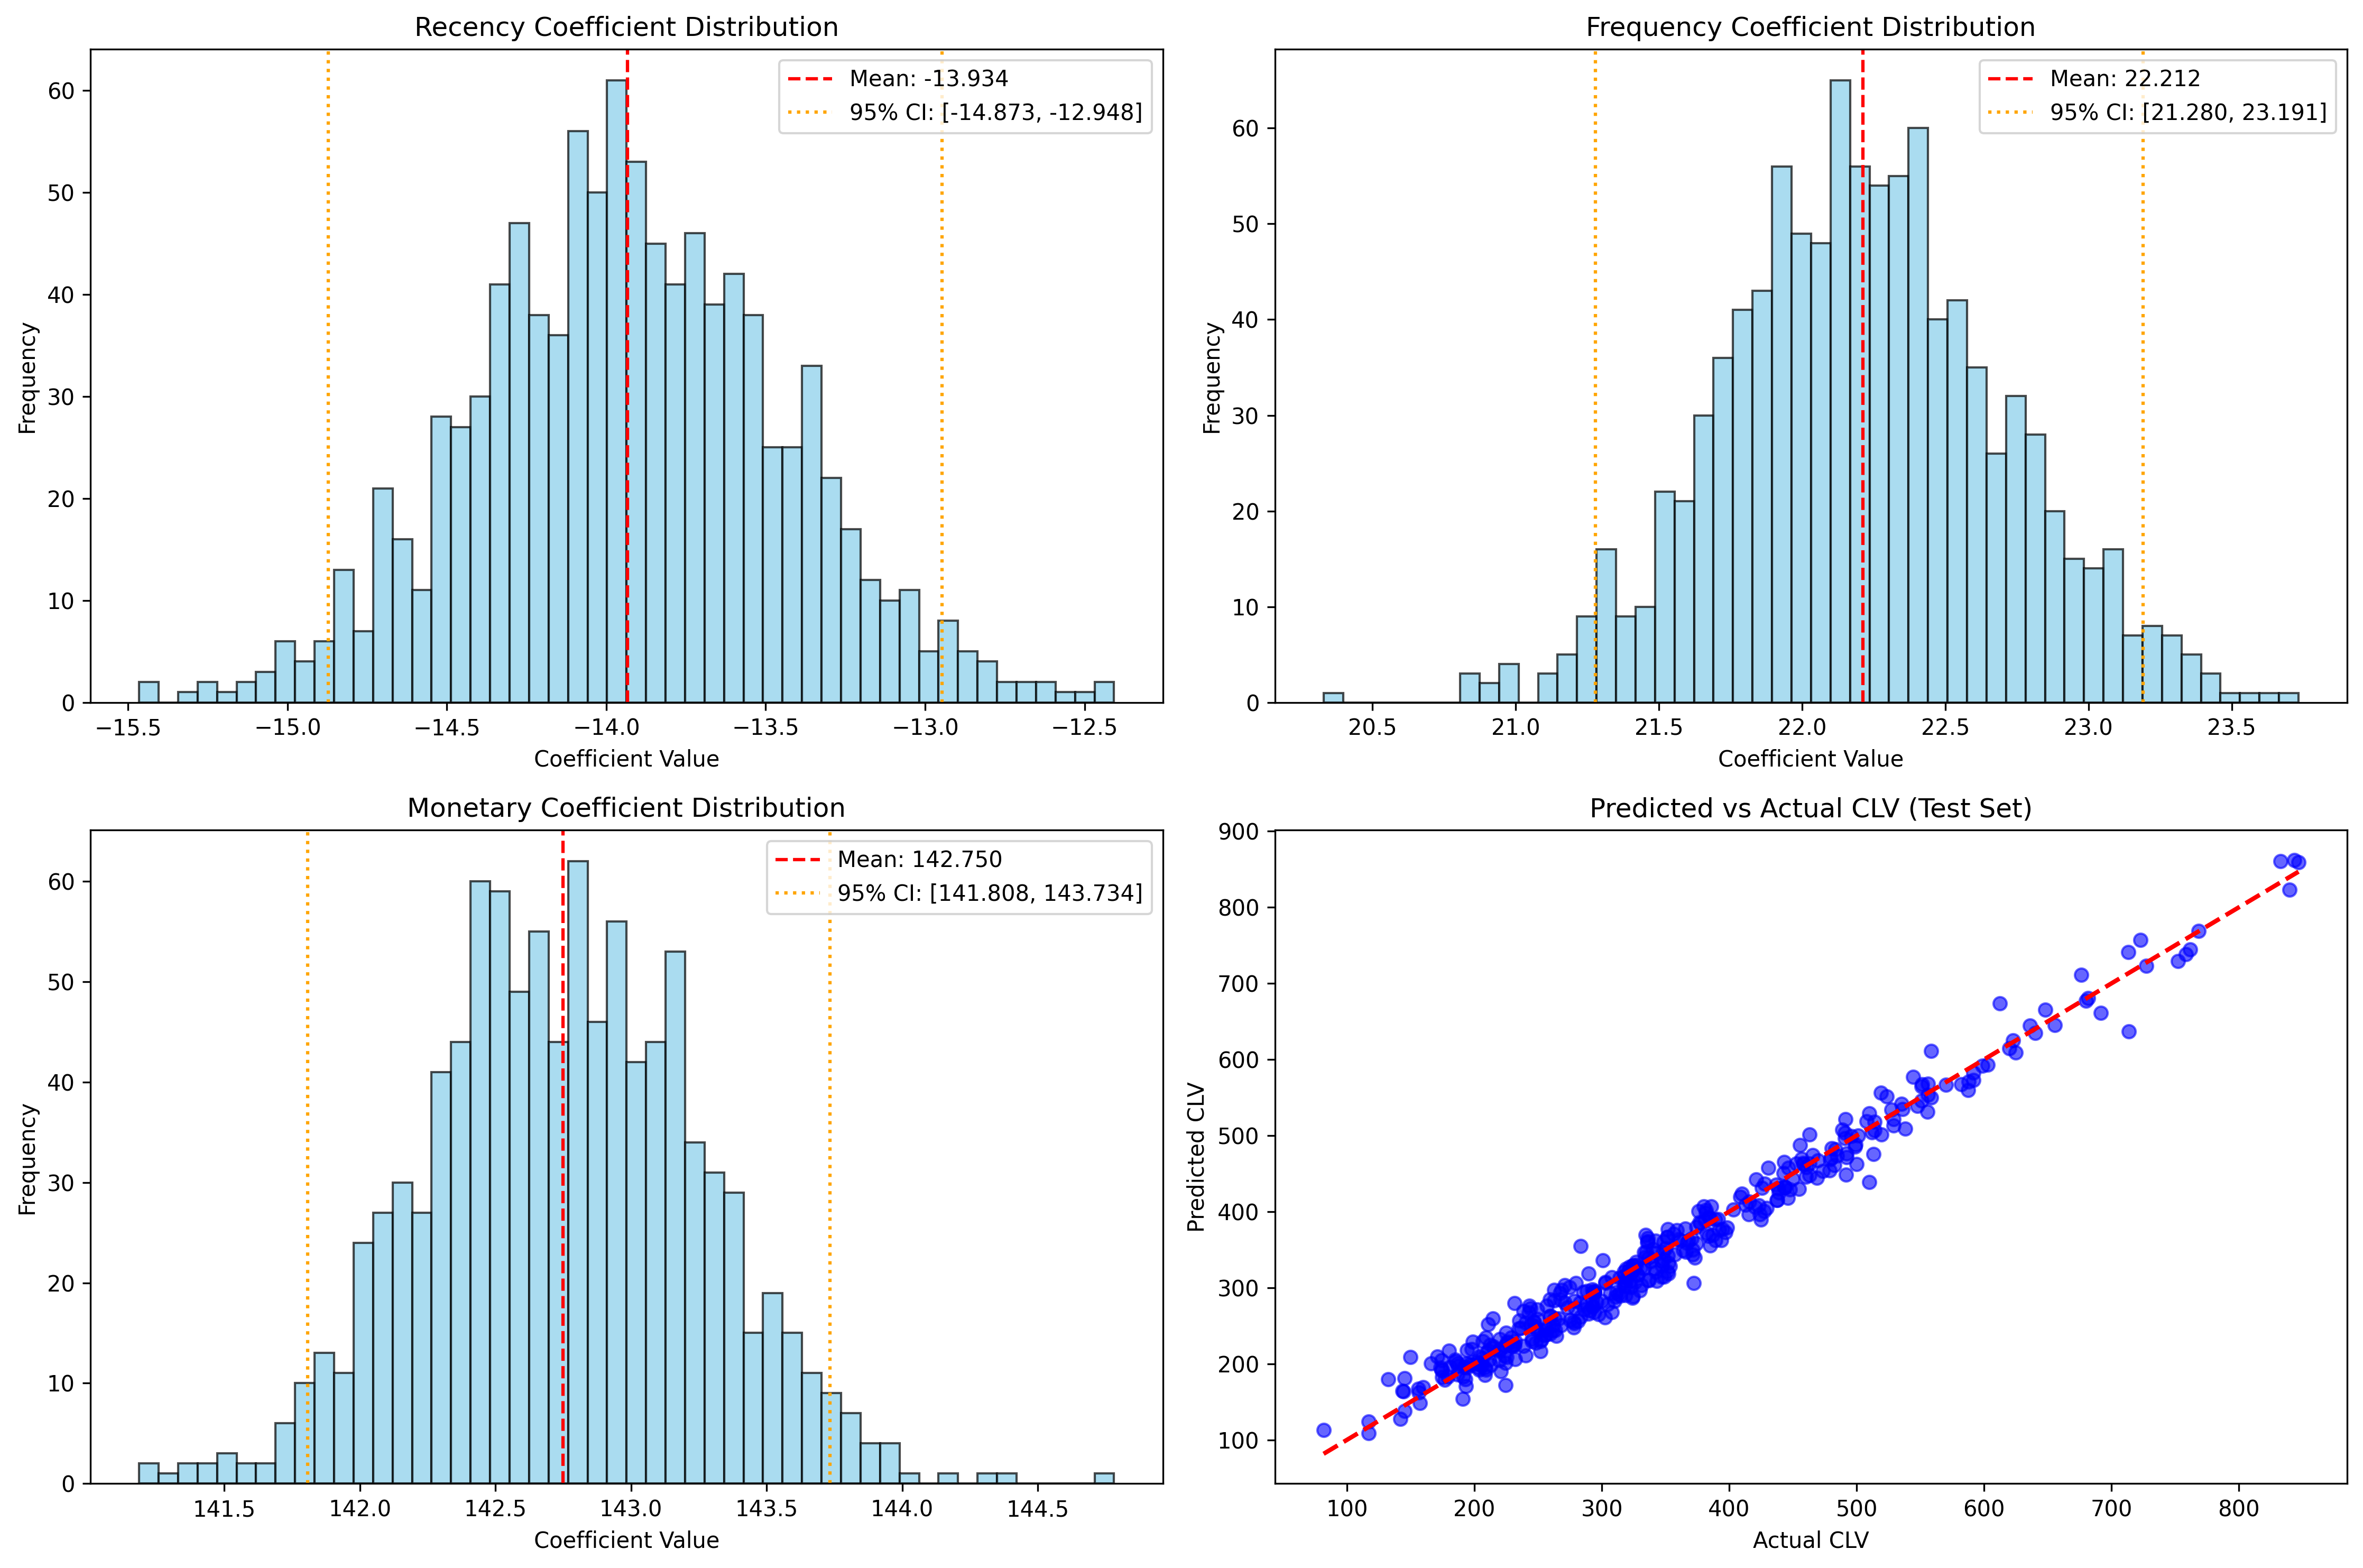 Recency Coefficient Distribution
Mean: -13.934
95% CI: [-14.873, -12.948]
Frequency
60
50
40
30
20
10
0
−15.5 −15.0 −14.5 −14.0 −13.5 −13.0 −12.5
Coefficient Value
Frequency Coefficient Distribution
Mean: 22.212
95% CI: [21.280, 23.191]
Frequency
60
50
40
30
20
10
0
20.5 21.0 21.5 22.0 22.5 23.0 23.5
Coefficient Value
Monetary Coefficient Distribution
Mean: 142.750
95% CI: [141.808, 143.734]
Frequency
60
50
40
30
20
10
0
141.5 142.0 142.5 143.0 143.5 144.0 144.5
Coefficient Value
Predicted vs Actual CLV (Test Set)
Predicted CLV
900
800
700
600
500
400
300
200
100
100 200 300 400 500 600 700 800
Actual CLV